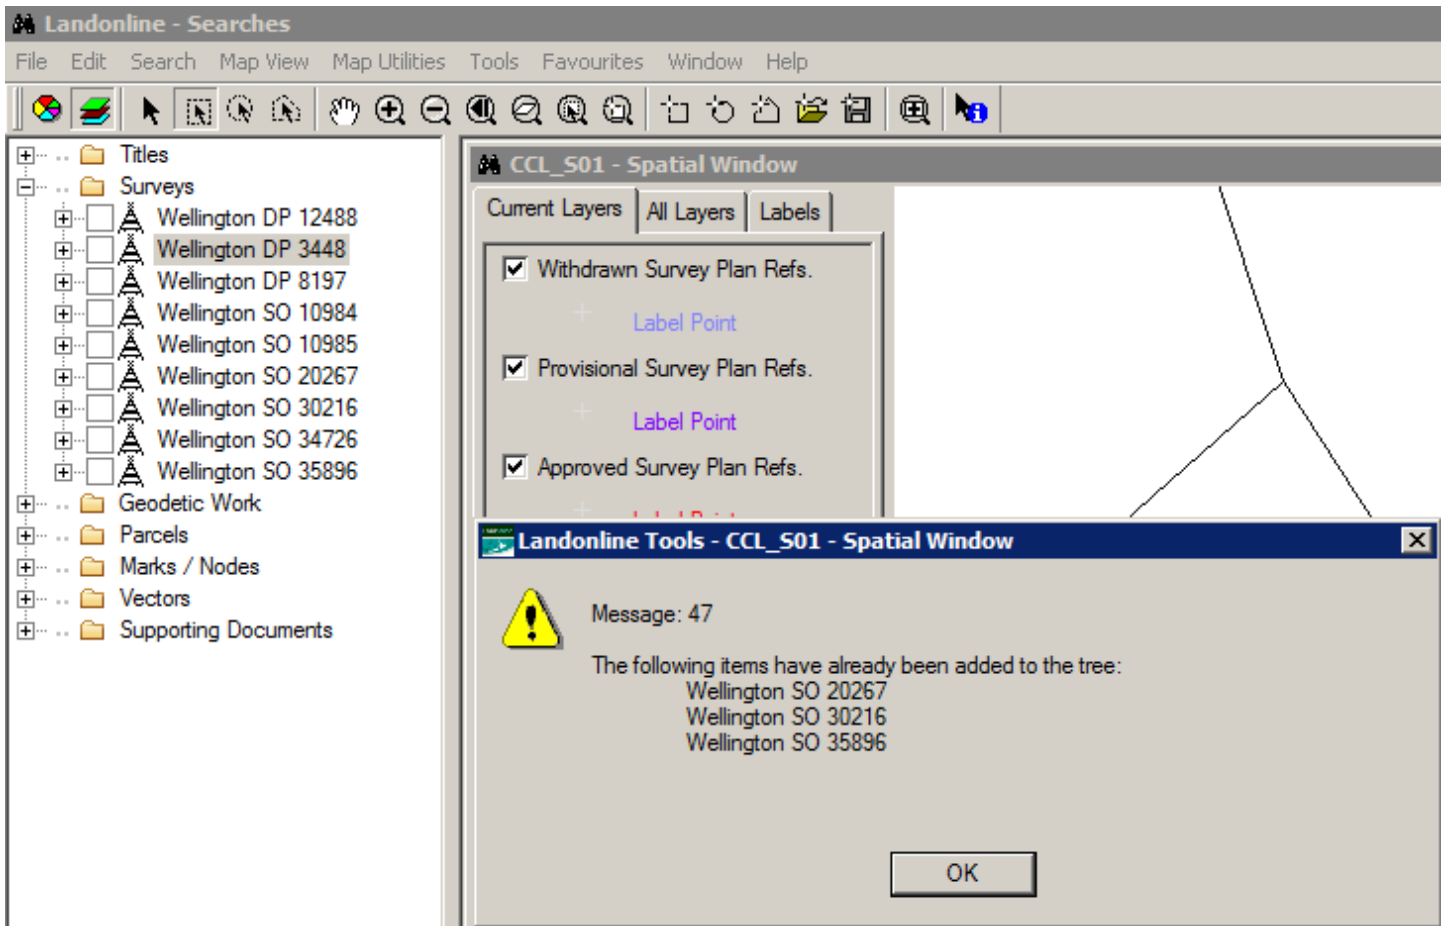 Landonline - Searches
File Edit Search Map View Map Utilities Tools Favourites Window Help
Titles
Surveys
Wellington DP 12488
Wellington DP 3448
Wellington DP 8197
Wellington SO 10984
Wellington SO 10985
Wellington SO 20267
Wellington SO 30216
Wellington SO 34726
Wellington SO 35896
Geodetic Work
Parcels
Marks / Nodes
Vectors
Supporting Documents
CCL_S01 - Spatial Window
Current Layers All Layers Labels
Withdrawn Survey Plan Refs.
Label Point
Provisional Survey Plan Refs.
Label Point
Approved Survey Plan Refs.
Label Point
Landonline Tools - CCL_S01 - Spatial Window
Message: 47
The following items have already been added to the tree:
Wellington SO 20267
Wellington SO 30216
Wellington SO 35896
OK